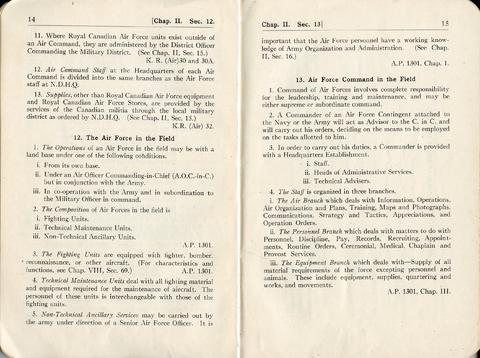 14 [Chap. II. Sec. 12.
11. Where Royal Canadian Air Force units exist outside of
an Air Command, they are administered by the District Officer
Commanding the Military District. (See Chap. II, Sec. 15.)
K. R. (Air)30 and 30A.
12. Air Command Staff at the Headquarters of each Air
Command is divided into the same branches as the Air Force
staff at N.D.H.Q.
13. Supplies, other than Royal Canadian Air Force equipment
and Royal Canadian Air Force Stores, are provided by the
services of the Canadian militia through the local military
district as ordered by N.D.H.Q. (See Chap. II, Sec. 15.)
K.R. (Air) 32.
12. The Air Force in the Field
1. The Operations of an Air Force in the field may be with a
land base under one of the following conditions.
i. From its own base.
ii. Under an Air Officer Commanding-in-Chief (A.O.C.-in-C.)
but in conjunction with the Army.
iii. In co-operation with the Army and in subordination to
the Military Officer in command.
2. The Composition of Air Forces in the field is
i. Fighting Units.
ii. Technical Maintenance Units.
iii. Non-Technical Ancillary Units.
A.P. 1301.
3. The Fighting Units are equipped with fighter, bomber,
reconnaissance, or other aircraft. (For characteristics and
functions, see Chap. VIII, Sec. 69.) A.P. 1301.
4. Technical Maintenance Units deal with all fighting material
and equipment required for the maintenance of aircraft. The
personnel of these units is interchangeable with those of the
fighting units.
5. Non-Technical Ancillary Services may be carried out by
the army under direction of a Senior Air Force Officer. It is
Chap. II. Sec. 13] 15
important that the Air Force personnel have a working know-
ledge of Army Organization and Administration. (See Chap.
II, Sec. 16.)
A.P. 1301, Chap. 1.
13. Air Force Command in the Field
1. Command of Air Force involves complete responsibility
for the leadership, training and maintenance, and may be
either supreme or subordinate command.
2. A Commander of an Air Force Contingent attached to
the Navy or the Army will act as Advisor to the C. in C. and
will carry out his orders, deciding on the means to be employed
on the tasks allotted to him.
3. In order to carry out his duties, a Commander is provided
with a Headquarters Establishment.
i. Staff.
ii. Heads of Administrative Services.
iii. Technical Advisers.
4. The Staff is organized in three branches.
i. The Air Branch which deals with Information, Operations,
Air Organization and Plans, Training, Maps and Photographs,
Communications, Strategy and Tactics, Appreciations, and
Operation Orders.
ii. The Personnel Branch which deals with matters to do with
Personnel, Discipline, Pay, Records, Recruiting, Appoint-
ments, Routine Orders, Ceremonial, Medical, Chaplain and
Provost Services.
iii. The Equipment Branch which deals with—Supply of all
material requirements of the force excepting personnel and
animals. These include equipment, supplies, quartering and
works, and movements.
A.P. 1301, Chap. III.